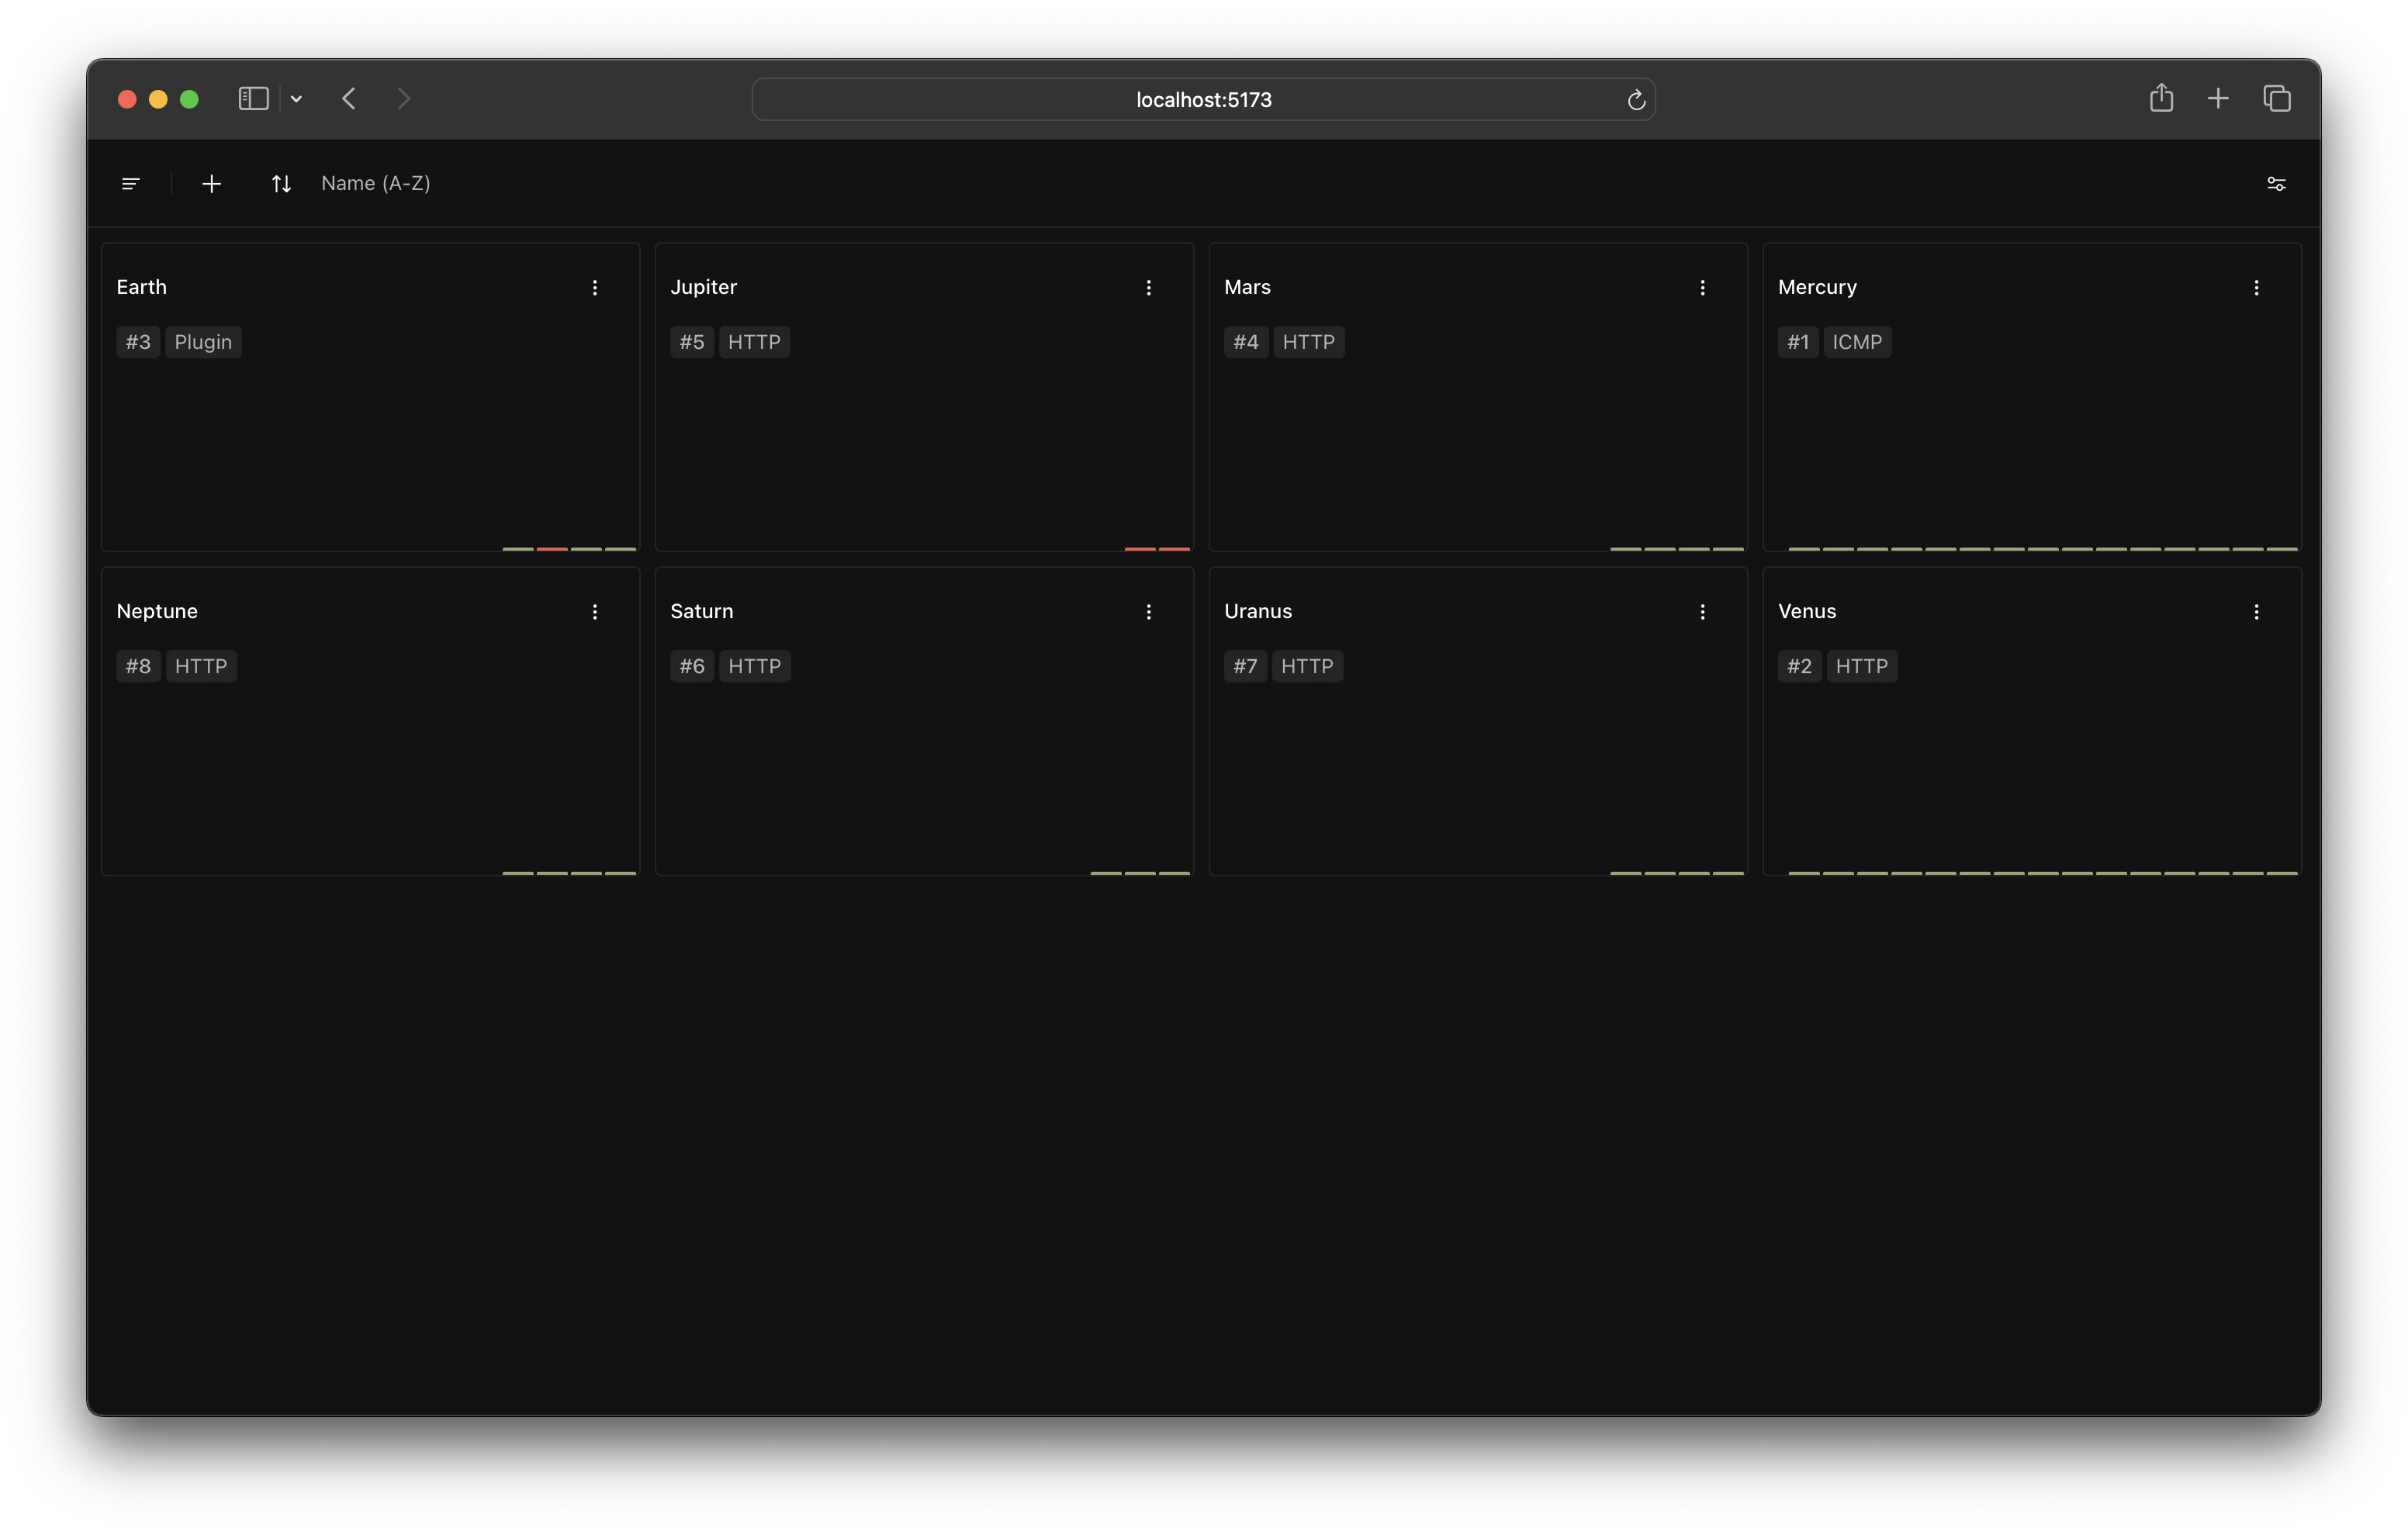 localhost:5173
Name (A-Z)
Earth
#3 Plugin
Jupiter
#5 HTTP
Mars
#4 HTTP
Mercury
#1 ICMP
Neptune
#8 HTTP
Saturn
#6 HTTP
Uranus
#7 HTTP
Venus
#2 HTTP